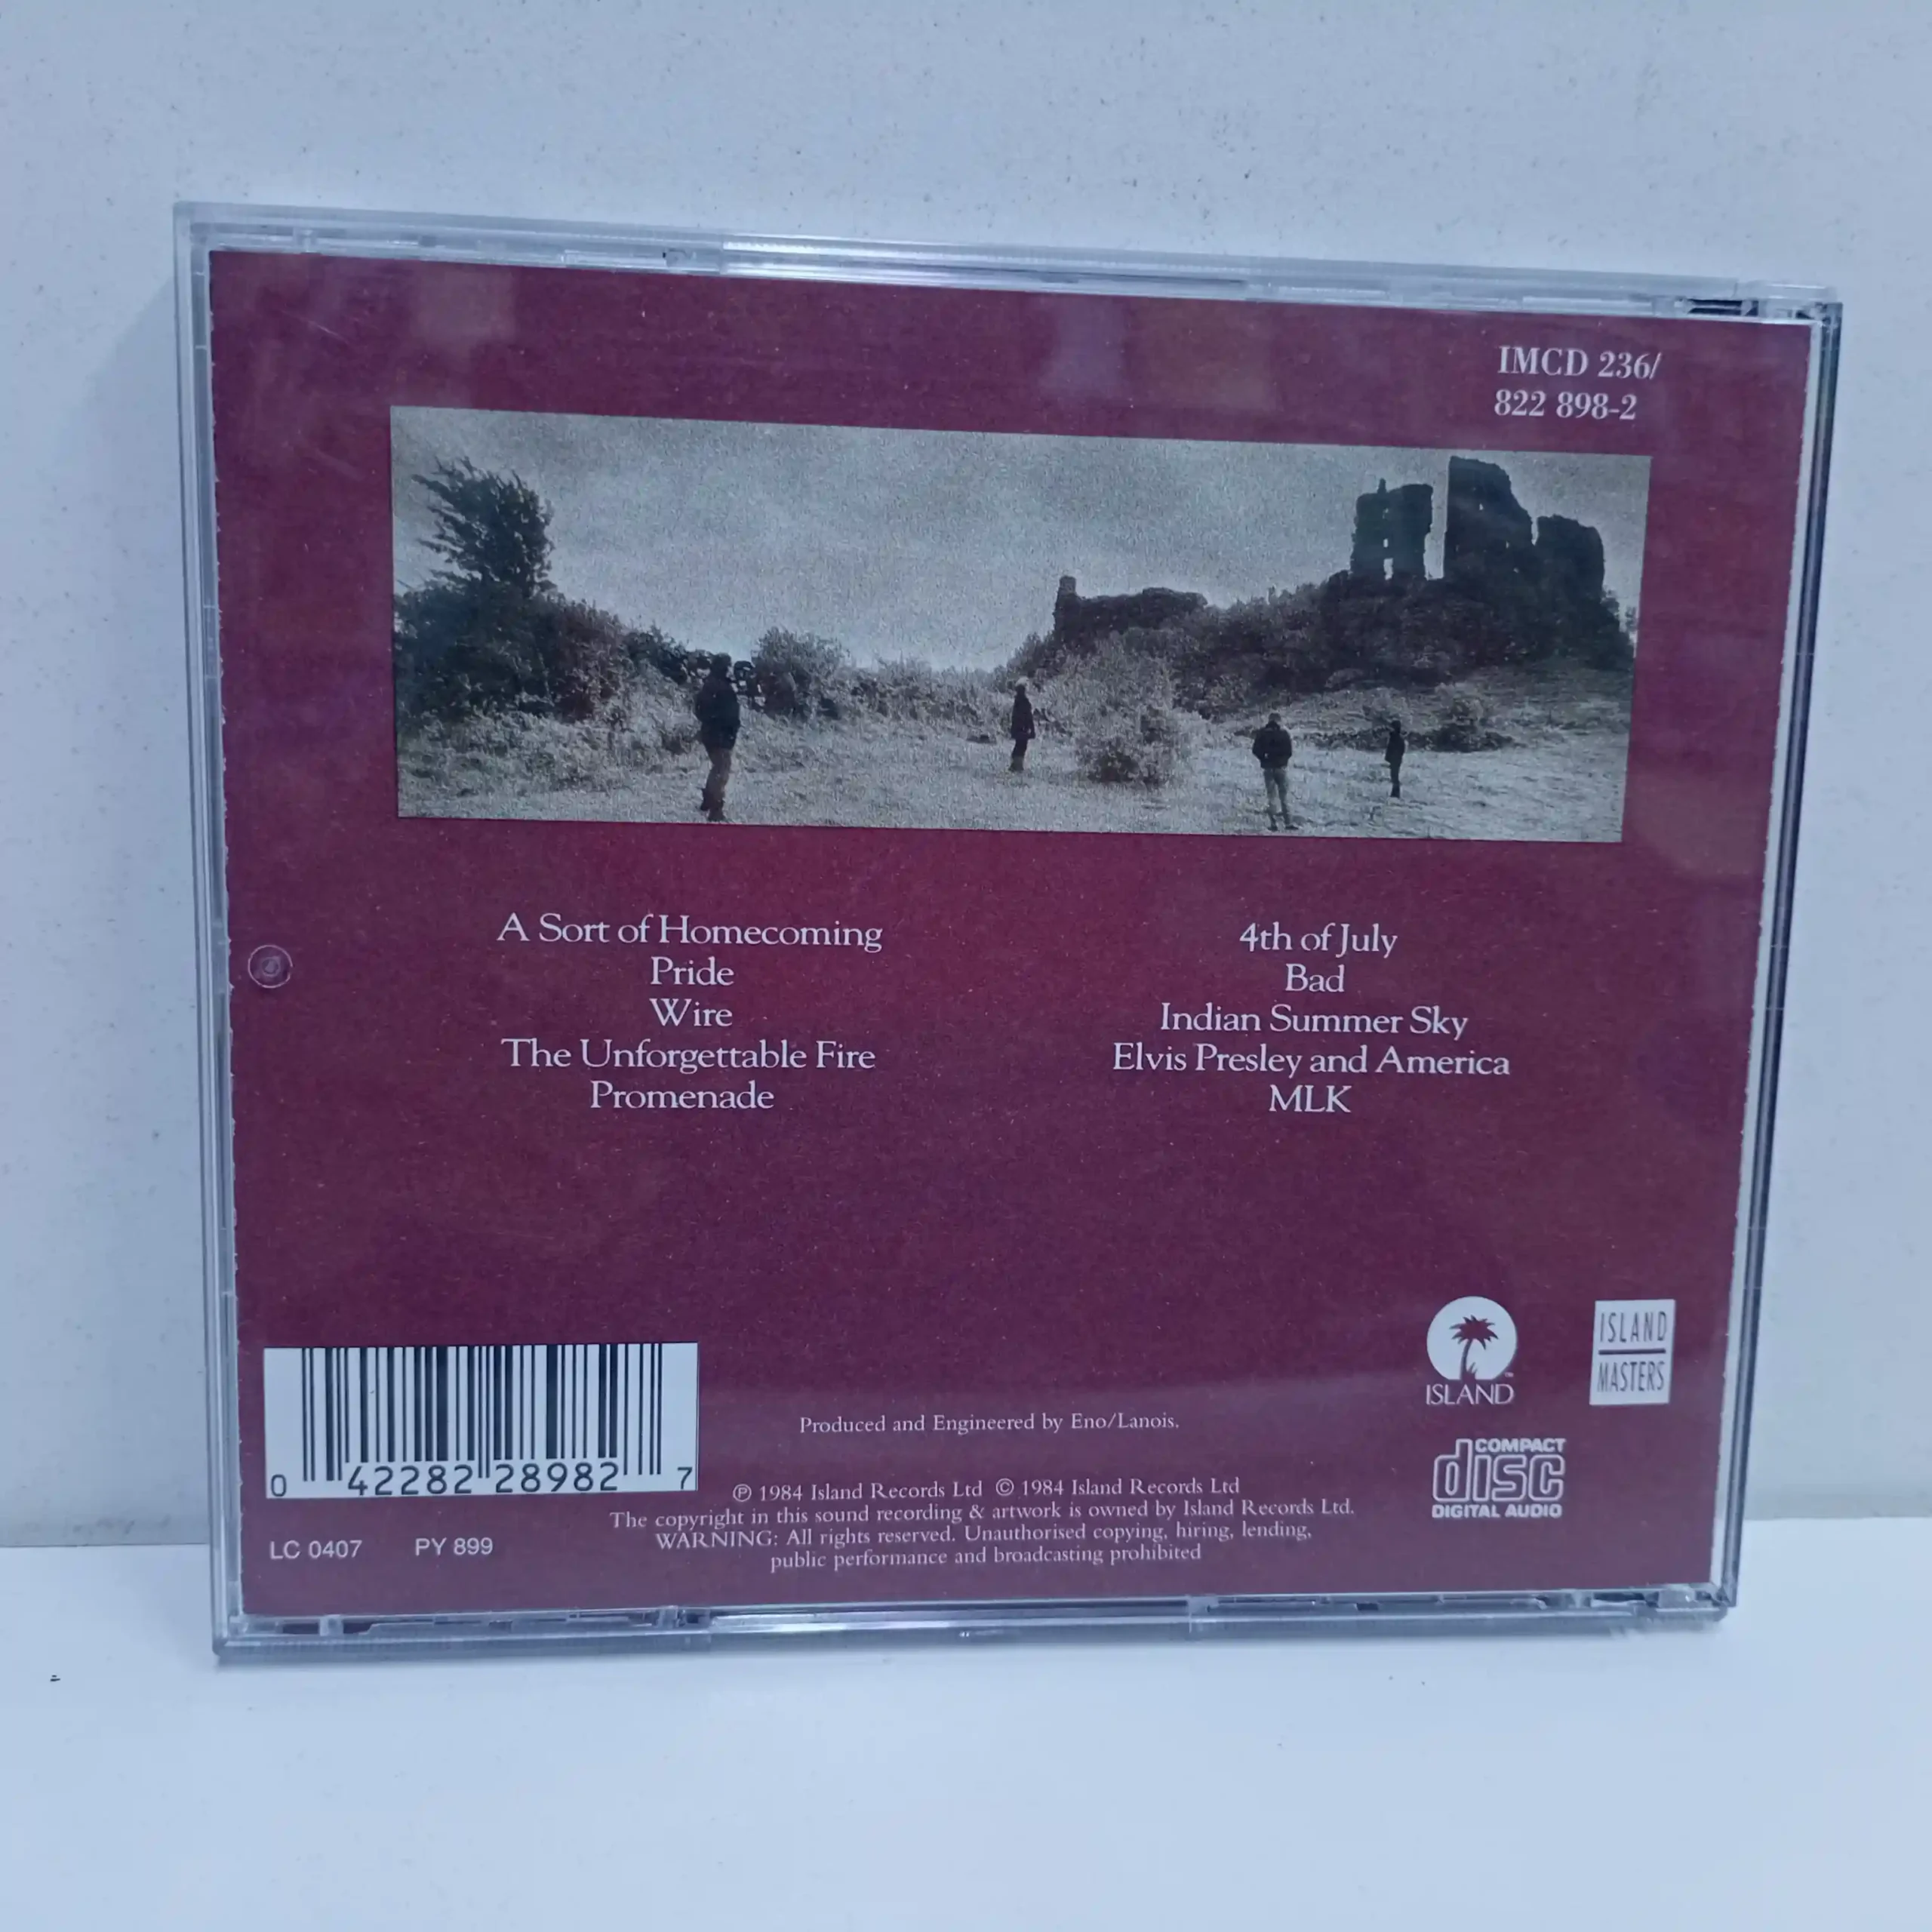 IMCD 236/
822 898-2
A Sort of Homecoming
Pride
Wire
The Unforgettable Fire
Promenade
4th of July
Bad
Indian Summer Sky
Elvis Presley and America
MLK
ISLAND
ISLAND
MASTERS
Produced and Engineered by Eno/Lanois.
COMPACT
disc
DIGITAL AUDIO
0 42282 28982 7
℗ 1984 Island Records Ltd © 1984 Island Records Ltd
The copyright in this sound recording & artwork is owned by Island Records Ltd.
WARNING: All rights reserved. Unauthorised copying, hiring, lending,
public performance and broadcasting prohibited
LC 0407 PY 899